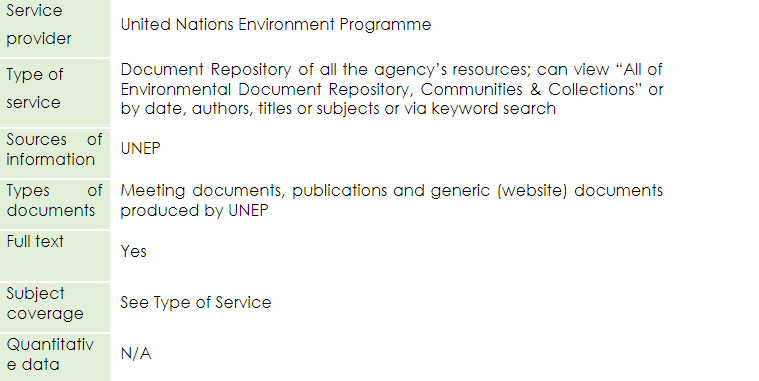 Service
provider
United Nations Environment Programme
Type of
service
Document Repository of all the agency’s resources; can view “All of
Environmental Document Repository, Communities & Collections” or
by date, authors, titles or subjects or via keyword search
Sources of
information
UNEP
Types of
documents
Meeting documents, publications and generic (website) documents
produced by UNEP
Full text
Yes
Subject
coverage
See Type of Service
Quantitativ
e data
N/A